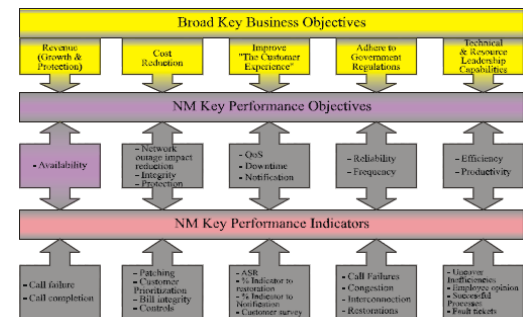 Broad Key Business Objectives
Revenue
(Growth &
Protection)
Cost
Reduction
Improve
"The Customer
Experience"
Adhere to
Government
Regulations
Technical
& Resource
Leadership
Capabilities
NM Key Performance Objectives
- Availability
- Network
outage impact
reduction
- Integrity
- Protection
- QoS
- Downtime
- Notification
- Reliability
- Frequency
- Efficiency
- Productivity
NM Key Performance Indicators
- Call failure
- Call completion
- Patching
- Customer
Prioritization
- Bill integrity
- Controls
- ASR
- % Indicator to
restoration
- % Indicator to
Notification
- Customer survey
- Call Failures
- Congestion
- Interconnection
- Restorations
- Uncover
Inefficiencies
- Employee opinion
- Successful
Processes
- Fault tickets